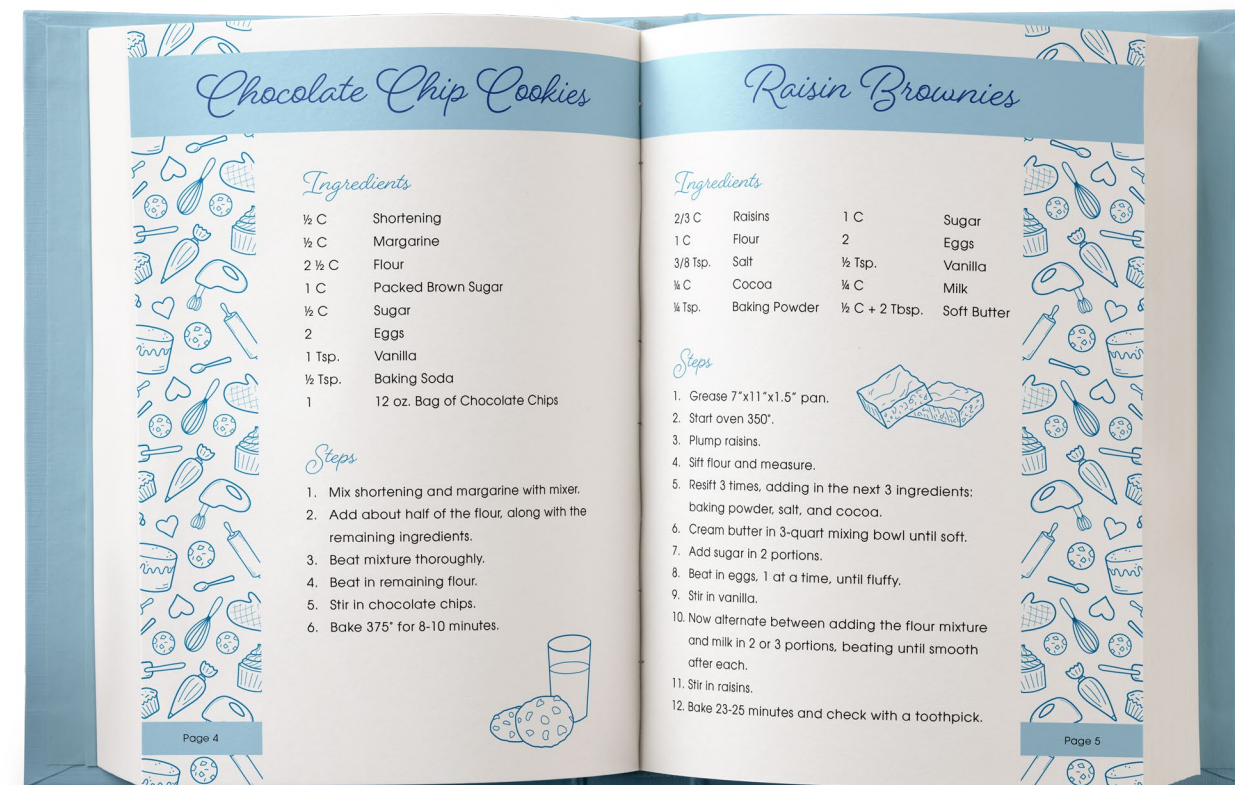 Chocolate Chip Cookies
Ingredients
½ C Shortening
½ C Margarine
2 ½ C Flour
1 C Packed Brown Sugar
½ C Sugar
2 Eggs
1 Tsp. Vanilla
½ Tsp. Baking Soda
1 12 oz. Bag of Chocolate Chips
Steps
1. Mix shortening and margarine with mixer.
2. Add about half of the flour, along with the
remaining ingredients.
3. Beat mixture thoroughly.
4. Beat in remaining flour.
5. Stir in chocolate chips.
6. Bake 375° for 8-10 minutes.
Page 4
Raisin Brownies
Ingredients
2/3 C Raisins 1 C Sugar
1 C Flour 2 Eggs
3/8 Tsp. Salt ½ Tsp. Vanilla
¼ C Cocoa ¼ C Milk
¼ Tsp. Baking Powder ½ C + 2 Tbsp. Soft Butter
Steps
1. Grease 7"x11"x1.5" pan.
2. Start oven 350°.
3. Plump raisins.
4. Sift flour and measure.
5. Resift 3 times, adding in the next 3 ingredients:
baking powder, salt, and cocoa.
6. Cream butter in 3-quart mixing bowl until soft.
7. Add sugar in 2 portions.
8. Beat in eggs, 1 at a time, until fluffy.
9. Stir in vanilla.
10. Now alternate between adding the flour mixture
and milk in 2 or 3 portions, beating until smooth
after each.
11. Stir in raisins.
12. Bake 23-25 minutes and check with a toothpick.
Page 5